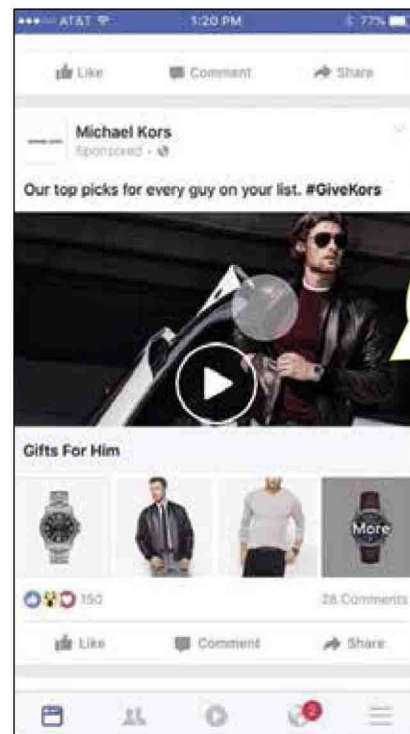 AT&T 1:20 PM 77%
Like Comment Share
Michael Kors
Sponsored ·
Our top picks for every guy on your list. #GiveKors
Gifts For Him
More
150 28 Comments
Like Comment Share
2